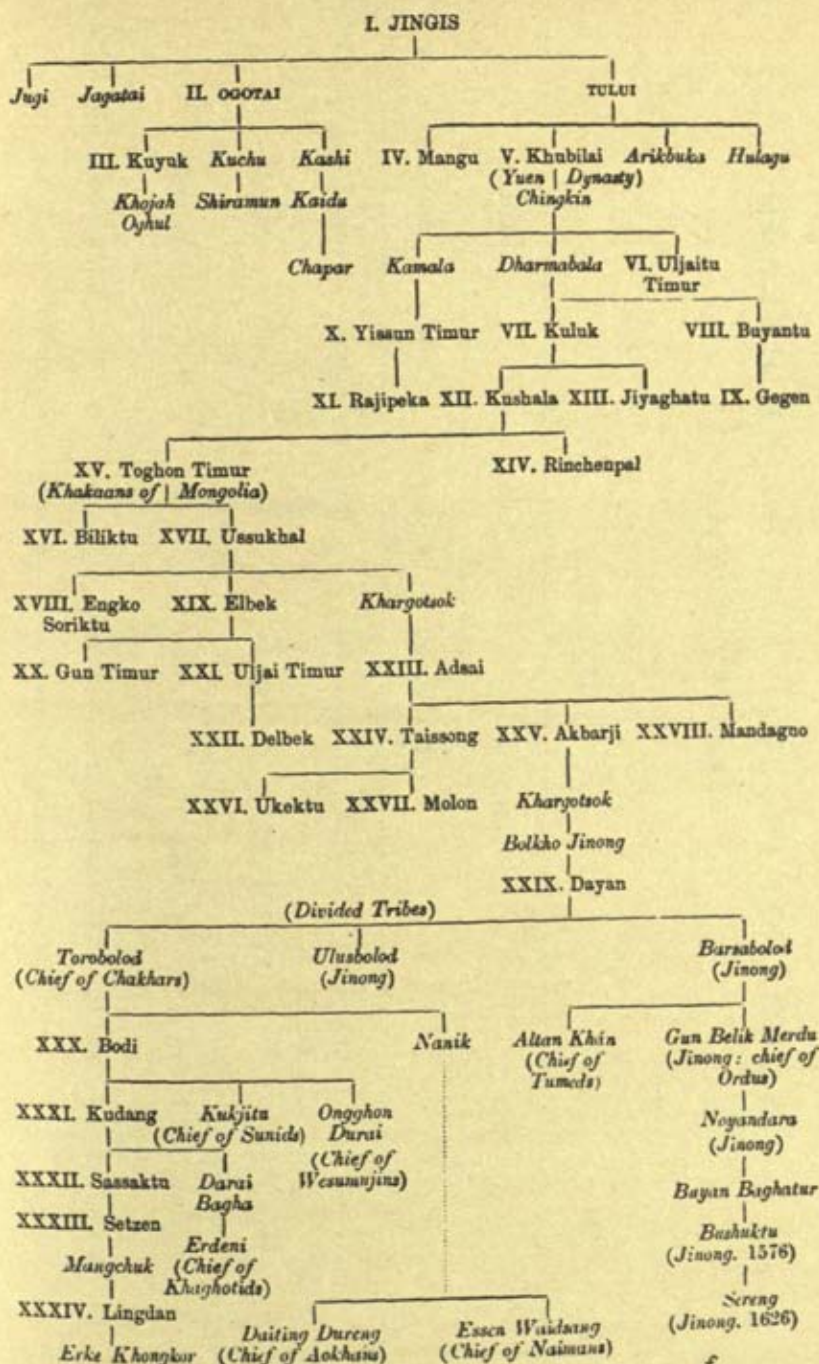 I. JINGIS
Jugi Jagatai II. OGOTAI TULUI
III. Kuyuk Kuchu Kashi IV. Mangu V. Khubilai Arikbuka Hulagu
(Yuen | Dynasty)
Khojah Shiramun Kaidu Chingkin
Oghul
Chapar Kamala Dharmabala VI. Uljaitu
Timur
X. Yissun Timur VII. Kuluk VIII. Buyantu
XI. Rajipeka XII. Kushala XIII. Jiyaghatu IX. Gegen
XV. Toghon Timur XIV. Rinchenpal
(Khakaans of | Mongolia)
XVI. Biliktu XVII. Ussukhal
XVIII. Engko XIX. Elbek Khargotsok
Soriktu
XX. Gun Timur XXI. Uljai Timur XXIII. Adsai
XXII. Delbek XXIV. Taissong XXV. Akbarji XXVIII. Mandagno
XXVI. Ukektu XXVII. Molon Khargotsok
Bolkho Jinong
XXIX. Dayan
(Divided Tribes)
Torobolod Ulusbolod Barsabolod
(Chief of Chakhars) (Jinong) (Jinong)
XXX. Bodi Nanik Altan Khán Gun Belik Merdu
(Chief of (Jinong: chief of
Tumeds) Ordus)
XXXI. Kudang Kukjitu Ongghon Noyandara
(Chief of Sunids) Durai (Jinong)
(Chief of
XXXII. Sassaktu Darai Wesumujins) Bayan Baghatur
Bagha
XXXIII. Setzen Erdeni Bashuktu
Mangchuk (Chief of (Jinong. 1576)
Khaghotids)
XXXIV. Lingdan Sereng
Daiting Dureng Essen Waidsang (Jinong. 1626)
Erke Khongkor (Chief of Aokhans) (Chief of Naimans)